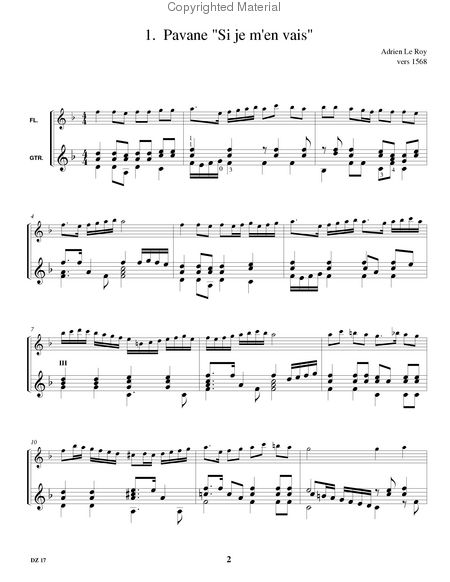 Copyrighted Material
1. Pavane "Si je m'en vais"
Adrien Le Roy
vers 1568
FL.
GTR.
4
7
III
10
DZ 17
2